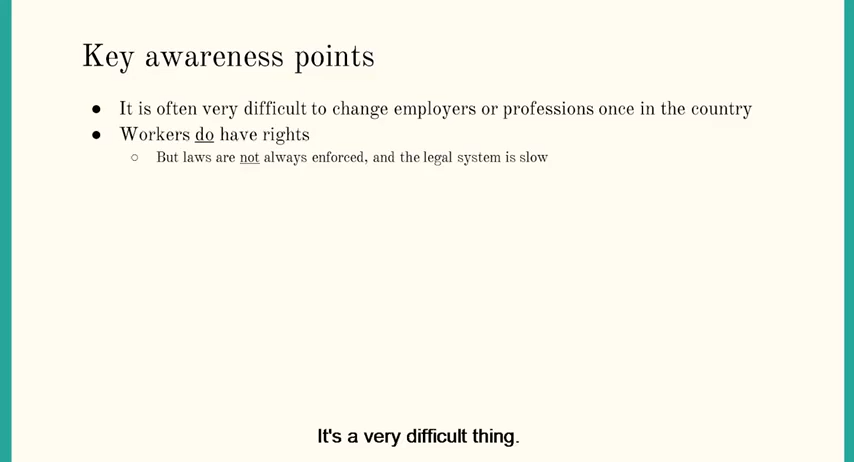 Key awareness points
● It is often very difficult to change employers or professions once in the country
● Workers do have rights
○ But laws are not always enforced, and the legal system is slow
It's a very difficult thing.